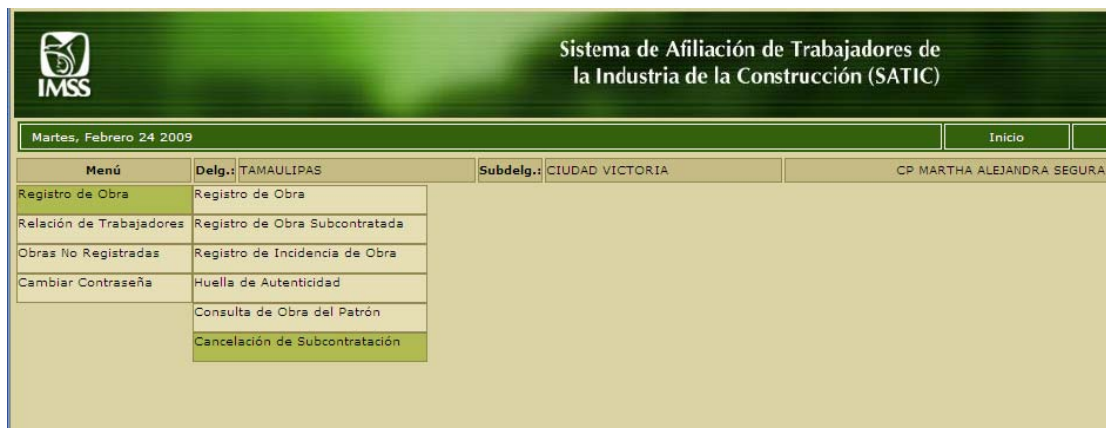 IMSS
Sistema de Afiliación de Trabajadores de
la Industria de la Construcción (SATIC)
Martes, Febrero 24 2009 Inicio
Menú Delg.: TAMAULIPAS Subdelg.: CIUDAD VICTORIA CP MARTHA ALEJANDRA SEGURA
Registro de Obra Registro de Obra
Relación de Trabajadores Registro de Obra Subcontratada
Obras No Registradas Registro de Incidencia de Obra
Cambiar Contraseña Huella de Autenticidad
Consulta de Obra del Patrón
Cancelación de Subcontratación